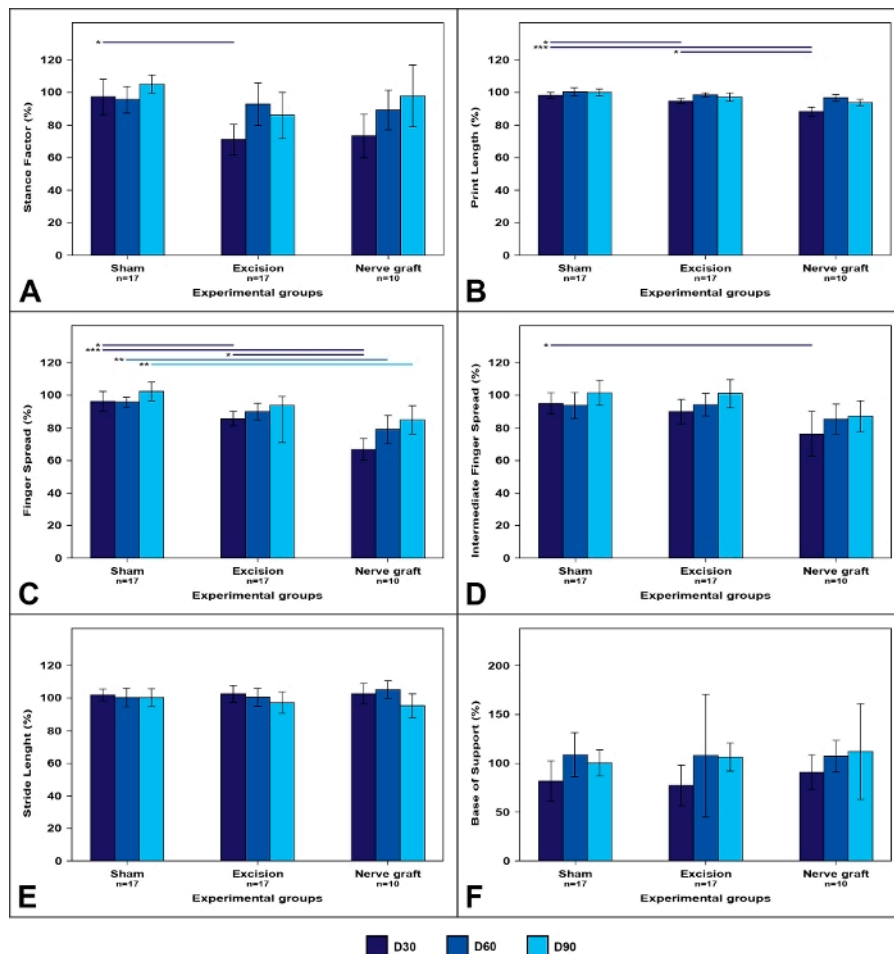 *
120
100
80
60
40
20
0
Stance Factor (%)
Sham
n=17
Excision
n=17
Nerve graft
n=10
Experimental groups
A
*
***
*
120
100
80
60
40
20
0
Print Length (%)
Sham
n=17
Excision
n=17
Nerve graft
n=10
Experimental groups
B
*
***
*
**
**
120
100
80
60
40
20
0
Finger Spread (%)
Sham
n=17
Excision
n=17
Nerve graft
n=10
Experimental groups
C
*
120
100
80
60
40
20
0
Intermediate Finger Spread (%)
Sham
n=17
Excision
n=17
Nerve graft
n=10
Experimental groups
D
120
100
80
60
40
20
0
Stride Lenght (%)
Sham
n=17
Excision
n=17
Nerve graft
n=10
Experimental groups
E
200
150
100
50
0
Base of Support (%)
Sham
n=17
Excision
n=17
Nerve graft
n=10
Experimental groups
F
D30 D60 D90